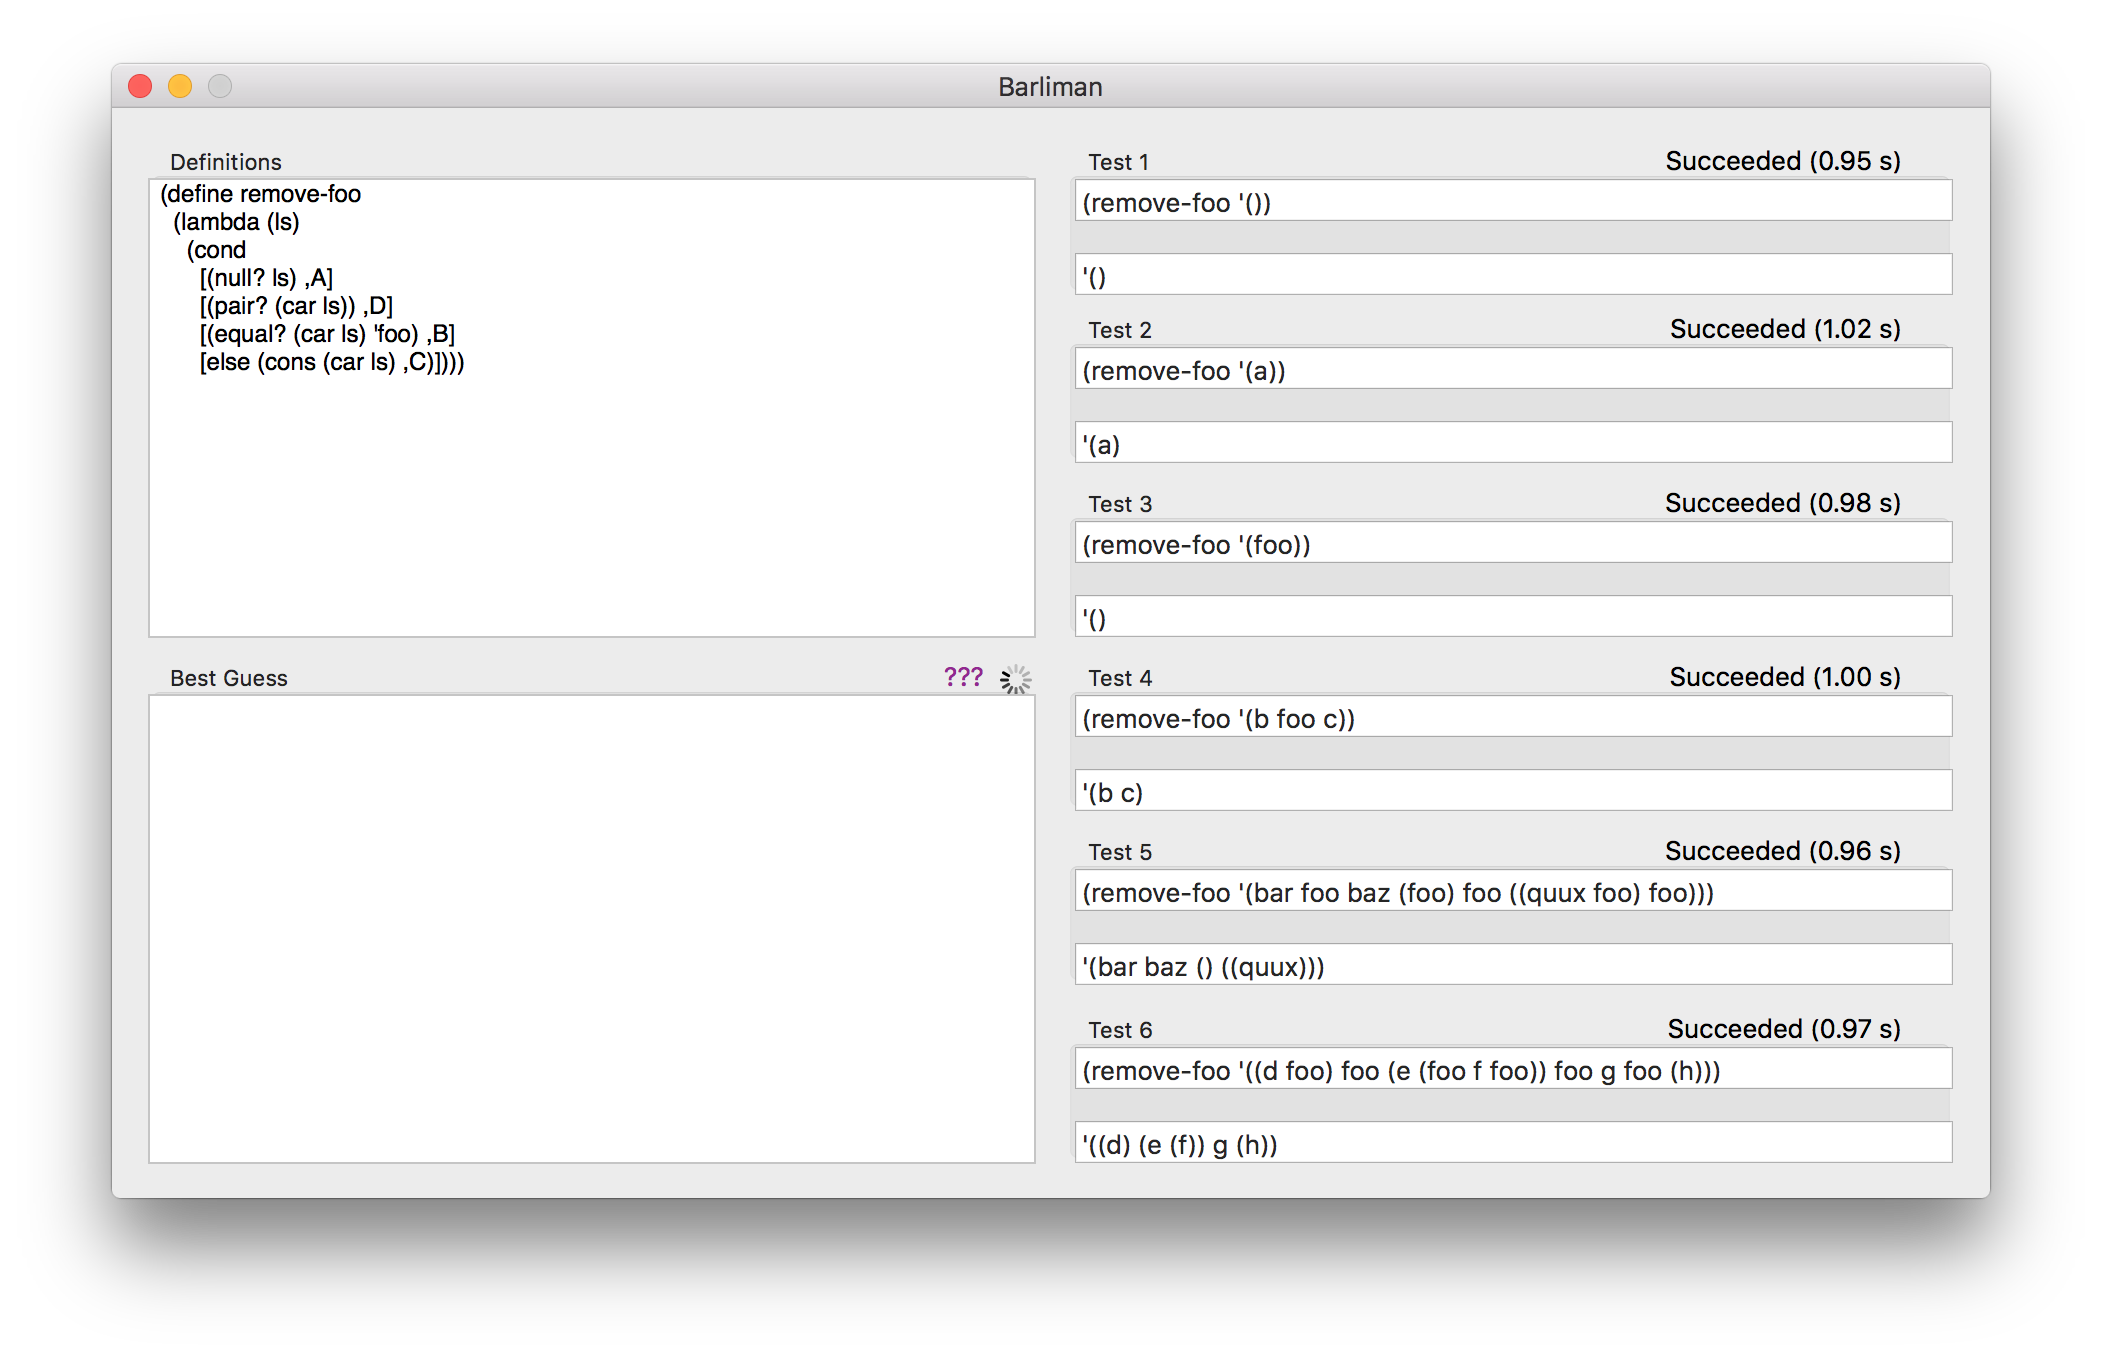 Barliman
Definitions
(define remove-foo
(lambda (ls)
(cond
[(null? ls) ,A]
[(pair? (car ls)) ,D]
[(equal? (car ls) 'foo) ,B]
[else (cons (car ls) ,C)])))
Best Guess
???
Test 1
Succeeded (0.95 s)
(remove-foo '())
'()
Test 2
Succeeded (1.02 s)
(remove-foo '(a))
'(a)
Test 3
Succeeded (0.98 s)
(remove-foo '(foo))
'()
Test 4
Succeeded (1.00 s)
(remove-foo '(b foo c))
'(b c)
Test 5
Succeeded (0.96 s)
(remove-foo '(bar foo baz (foo) foo ((quux foo) foo)))
'(bar baz () ((quux)))
Test 6
Succeeded (0.97 s)
(remove-foo '((d foo) foo (e (foo f foo)) foo g foo (h)))
'((d) (e (f)) g (h))